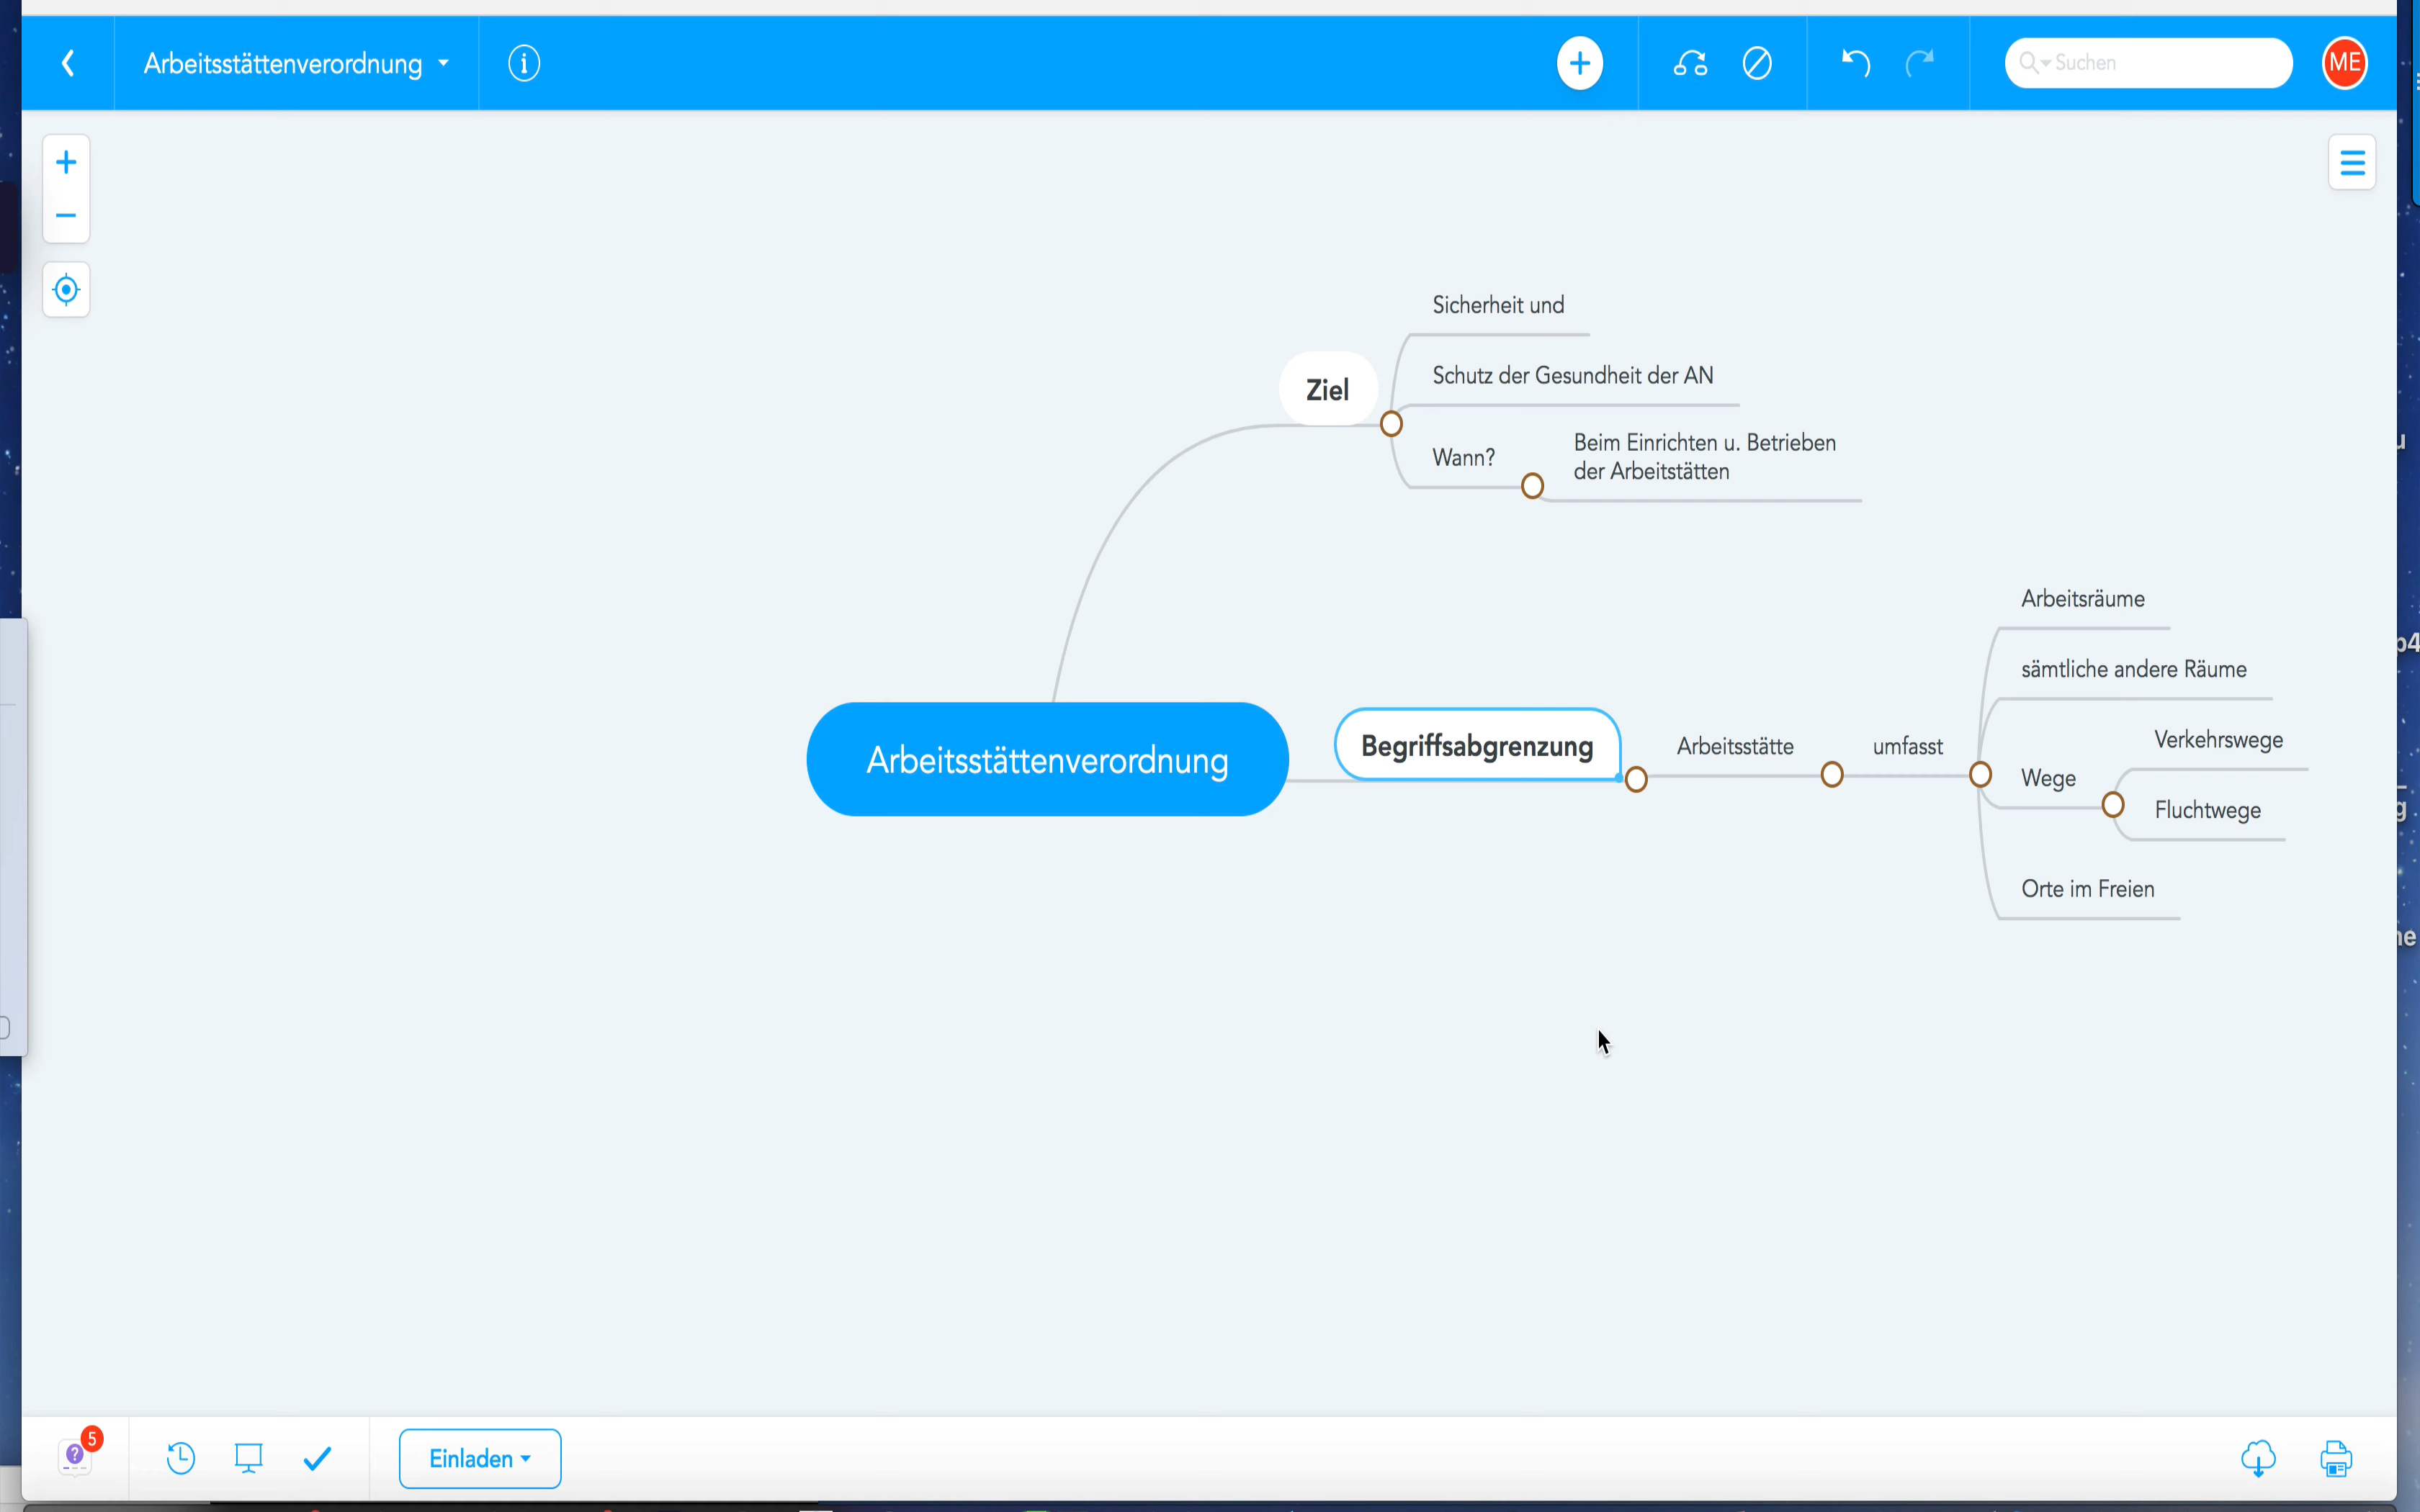 Arbeitsstättenverordnung
Suchen
ME
Sicherheit und
Ziel
Schutz der Gesundheit der AN
Wann?
Beim Einrichten u. Betrieben
der Arbeitstätten
Arbeitsstättenverordnung
Begriffsabgrenzung
Arbeitsstätte
umfasst
Arbeitsräume
sämtliche andere Räume
Wege
Verkehrswege
Fluchtwege
Orte im Freien
5
Einladen